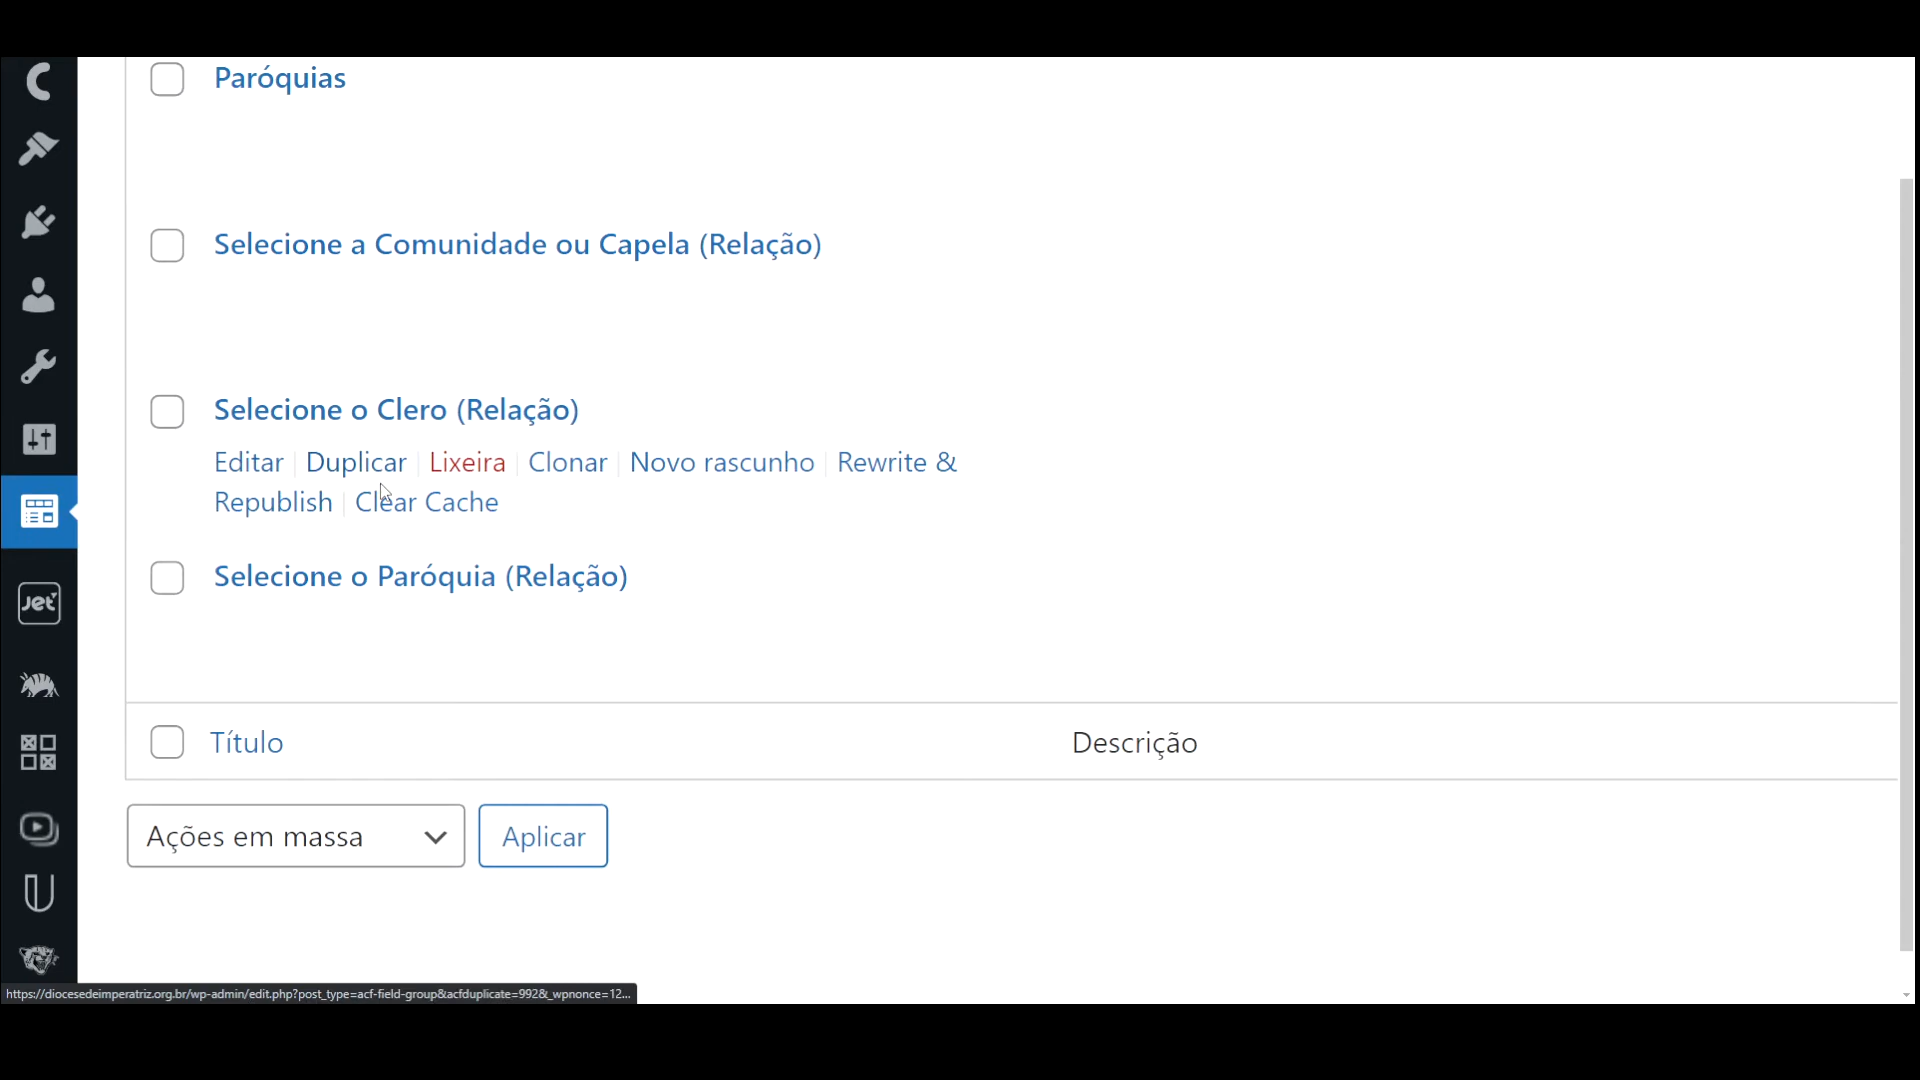 Paróquias
Selecione a Comunidade ou Capela (Relação)
Selecione o Clero (Relação)
Editar | Duplicar | Lixeira | Clonar | Novo rascunho | Rewrite &
Republish | Clear Cache
Jet
Selecione o Paróquia (Relação)
Título Descrição
Ações em massa Aplicar
https://diocesedeimperatriz.org.br/wp-admin/edit.php?post_type=acf-field-group&acfduplicate=992&_wpnonce=12...